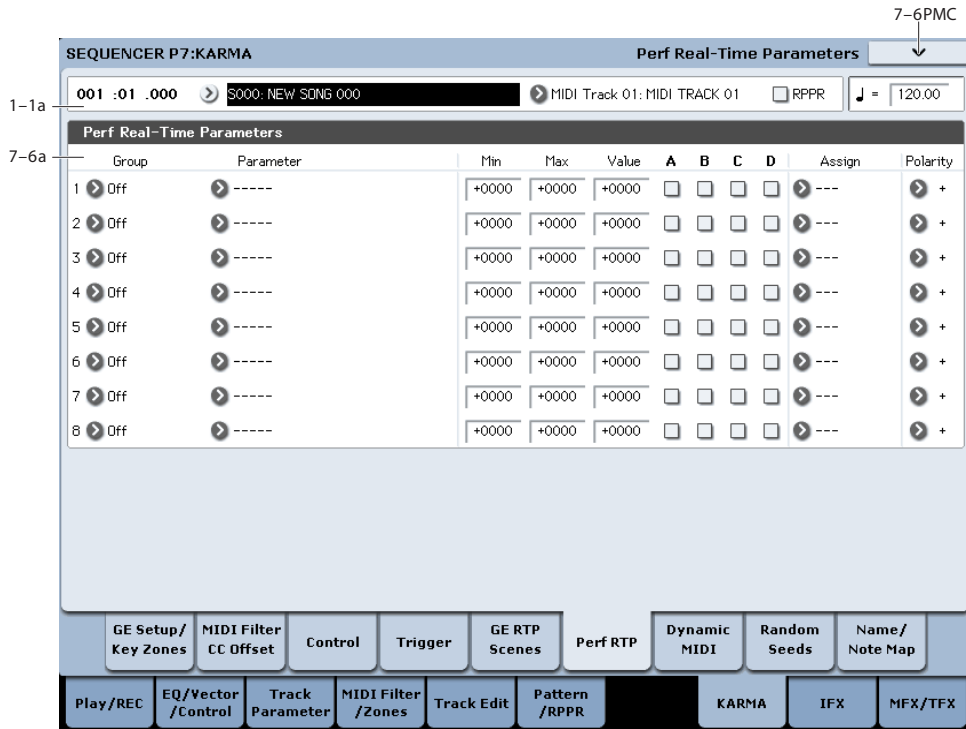 7-6PMC
SEQUENCER P7:KARMA Perf Real-Time Parameters
1-1a
001 :01 .000 S000: NEW SONG 000 MIDI Track 01: MIDI TRACK 01 RPPR ♩ = 120.00
Perf Real-Time Parameters
7-6a
Group Parameter Min Max Value A B C D Assign Polarity
1 Off ----- +0000 +0000 +0000 --- +
2 Off ----- +0000 +0000 +0000 --- +
3 Off ----- +0000 +0000 +0000 --- +
4 Off ----- +0000 +0000 +0000 --- +
5 Off ----- +0000 +0000 +0000 --- +
6 Off ----- +0000 +0000 +0000 --- +
7 Off ----- +0000 +0000 +0000 --- +
8 Off ----- +0000 +0000 +0000 --- +
GE Setup/
Key Zones
MIDI Filter
CC Offset
Control
Trigger
GE RTP
Scenes
Perf RTP
Dynamic
MIDI
Random
Seeds
Name/
Note Map
Play/REC
EQ/Vector
/Control
Track
Parameter
MIDI Filter
/Zones
Track Edit
Pattern
/RPPR
KARMA
IFX
MFX/TFX